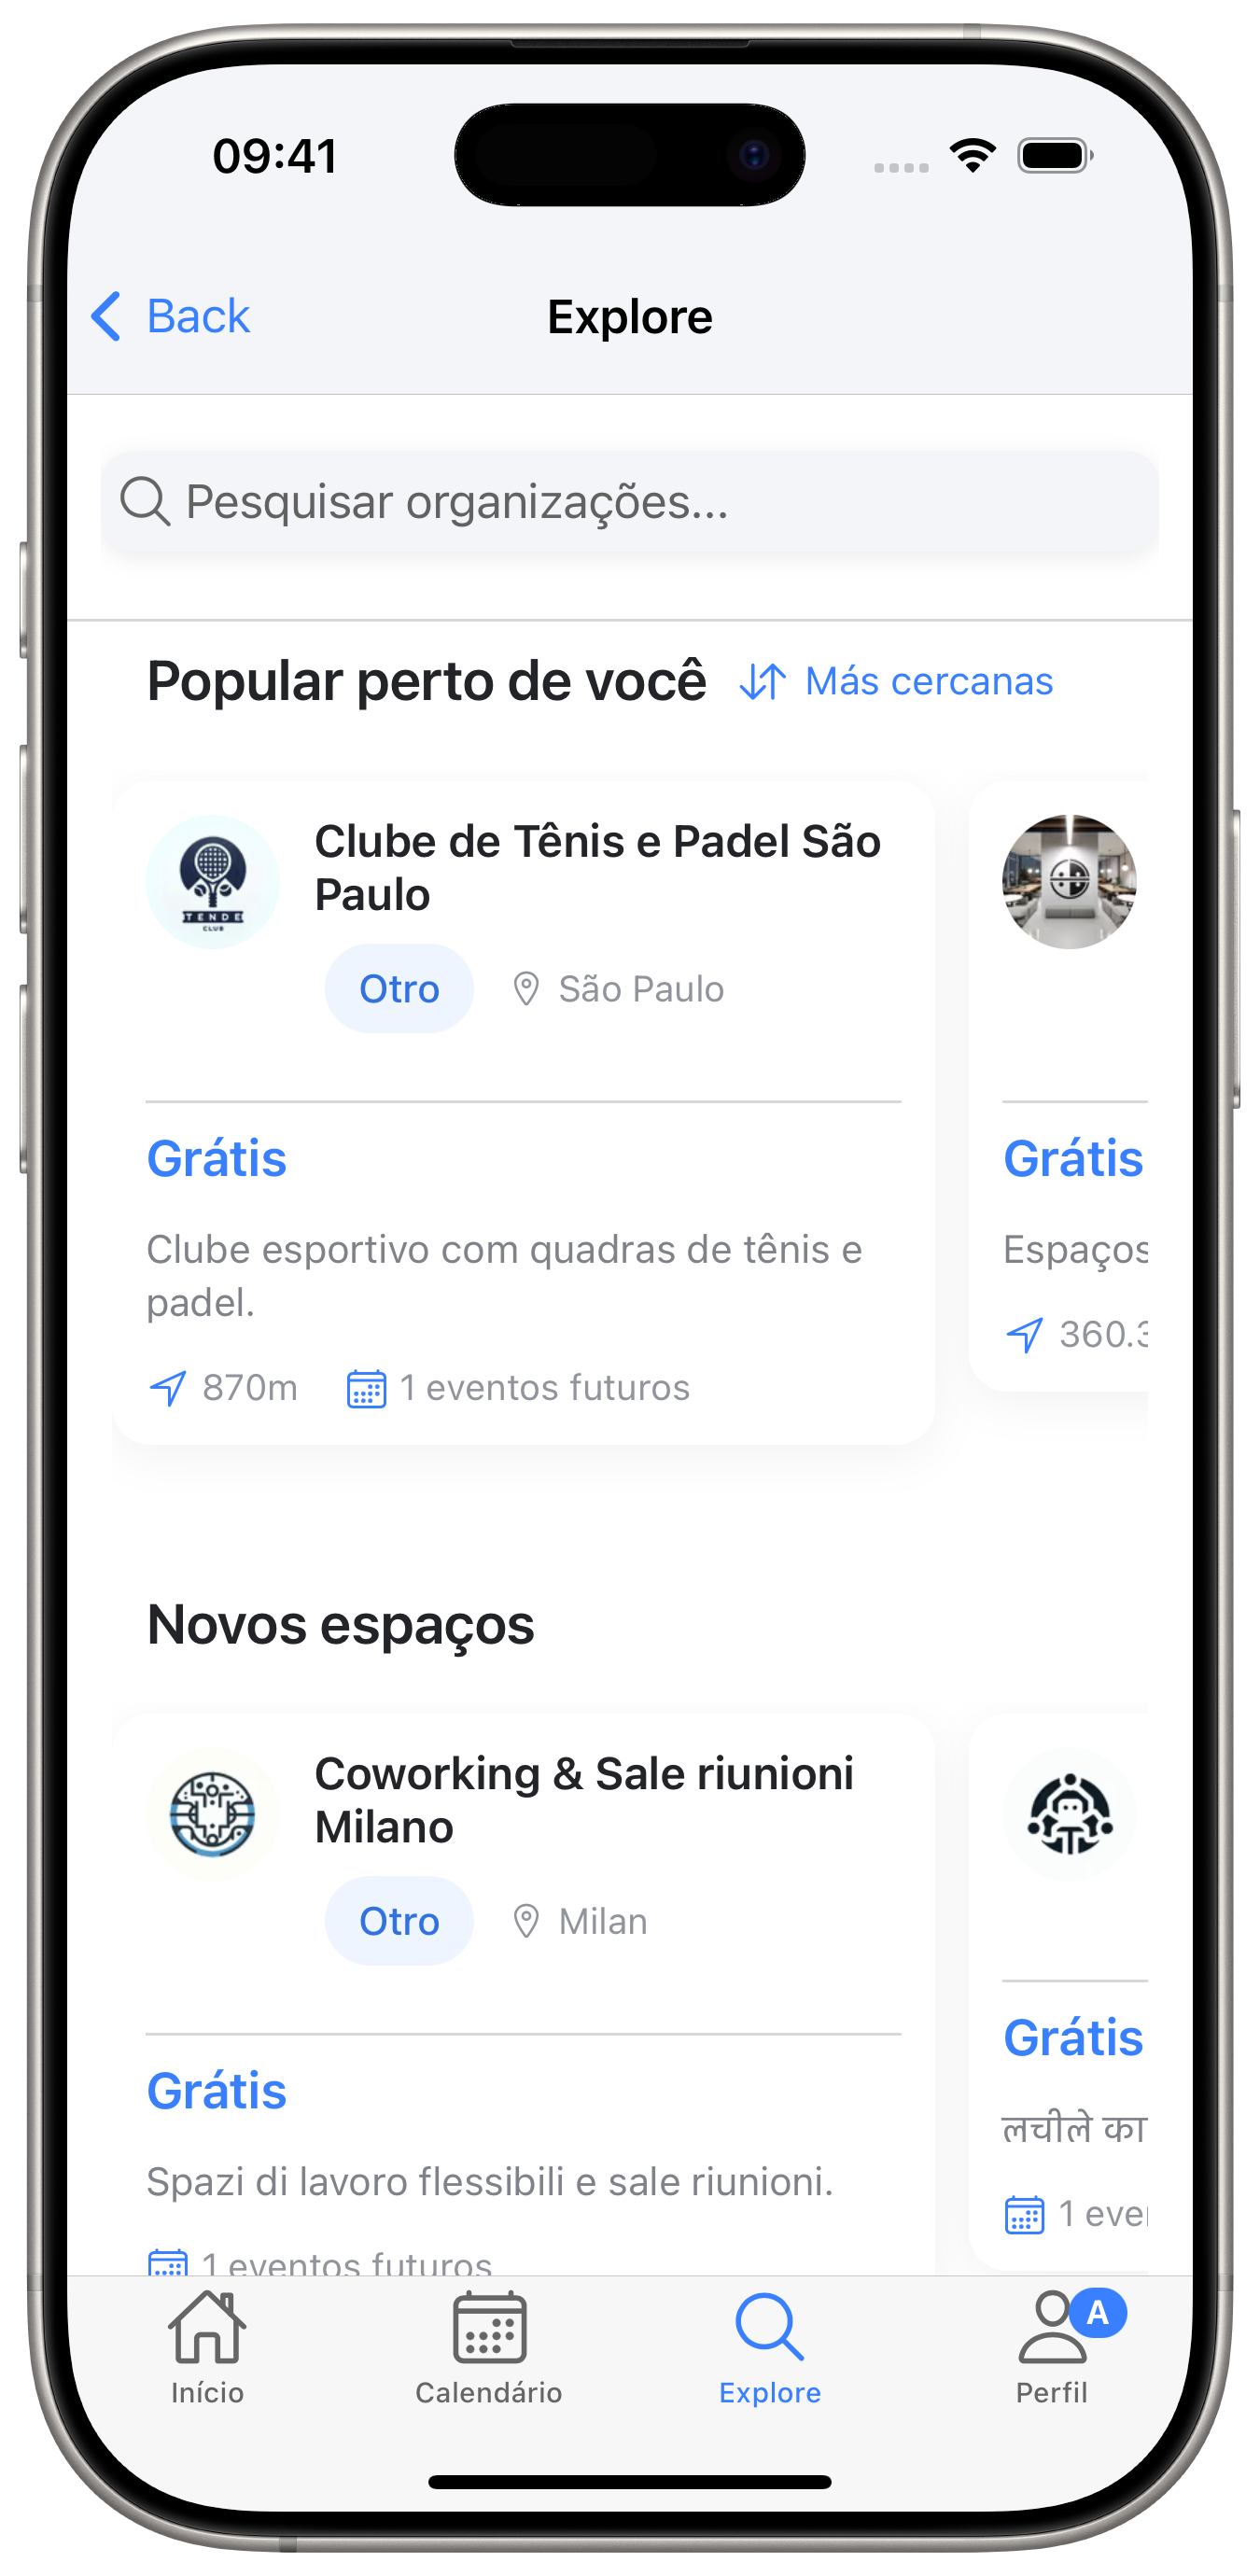 09:41
Back
Explore
Pesquisar organizações...
Popular perto de você
Más cercanas
Clube de Tênis e Padel São
Paulo
Otro
São Paulo
TENDE
CLUB
Grátis
Grátis
Clube esportivo com quadras de tênis e
padel.
Espaços
360.3
870m
1 eventos futuros
Novos espaços
Coworking & Sale riunioni
Milano
Otro
Milan
Grátis
Grátis
Spazi di lavoro flessibili e sale riunioni.
लचीले का
1 eventos futuros
1 eve
Início
Calendário
Explore
Perfil
A